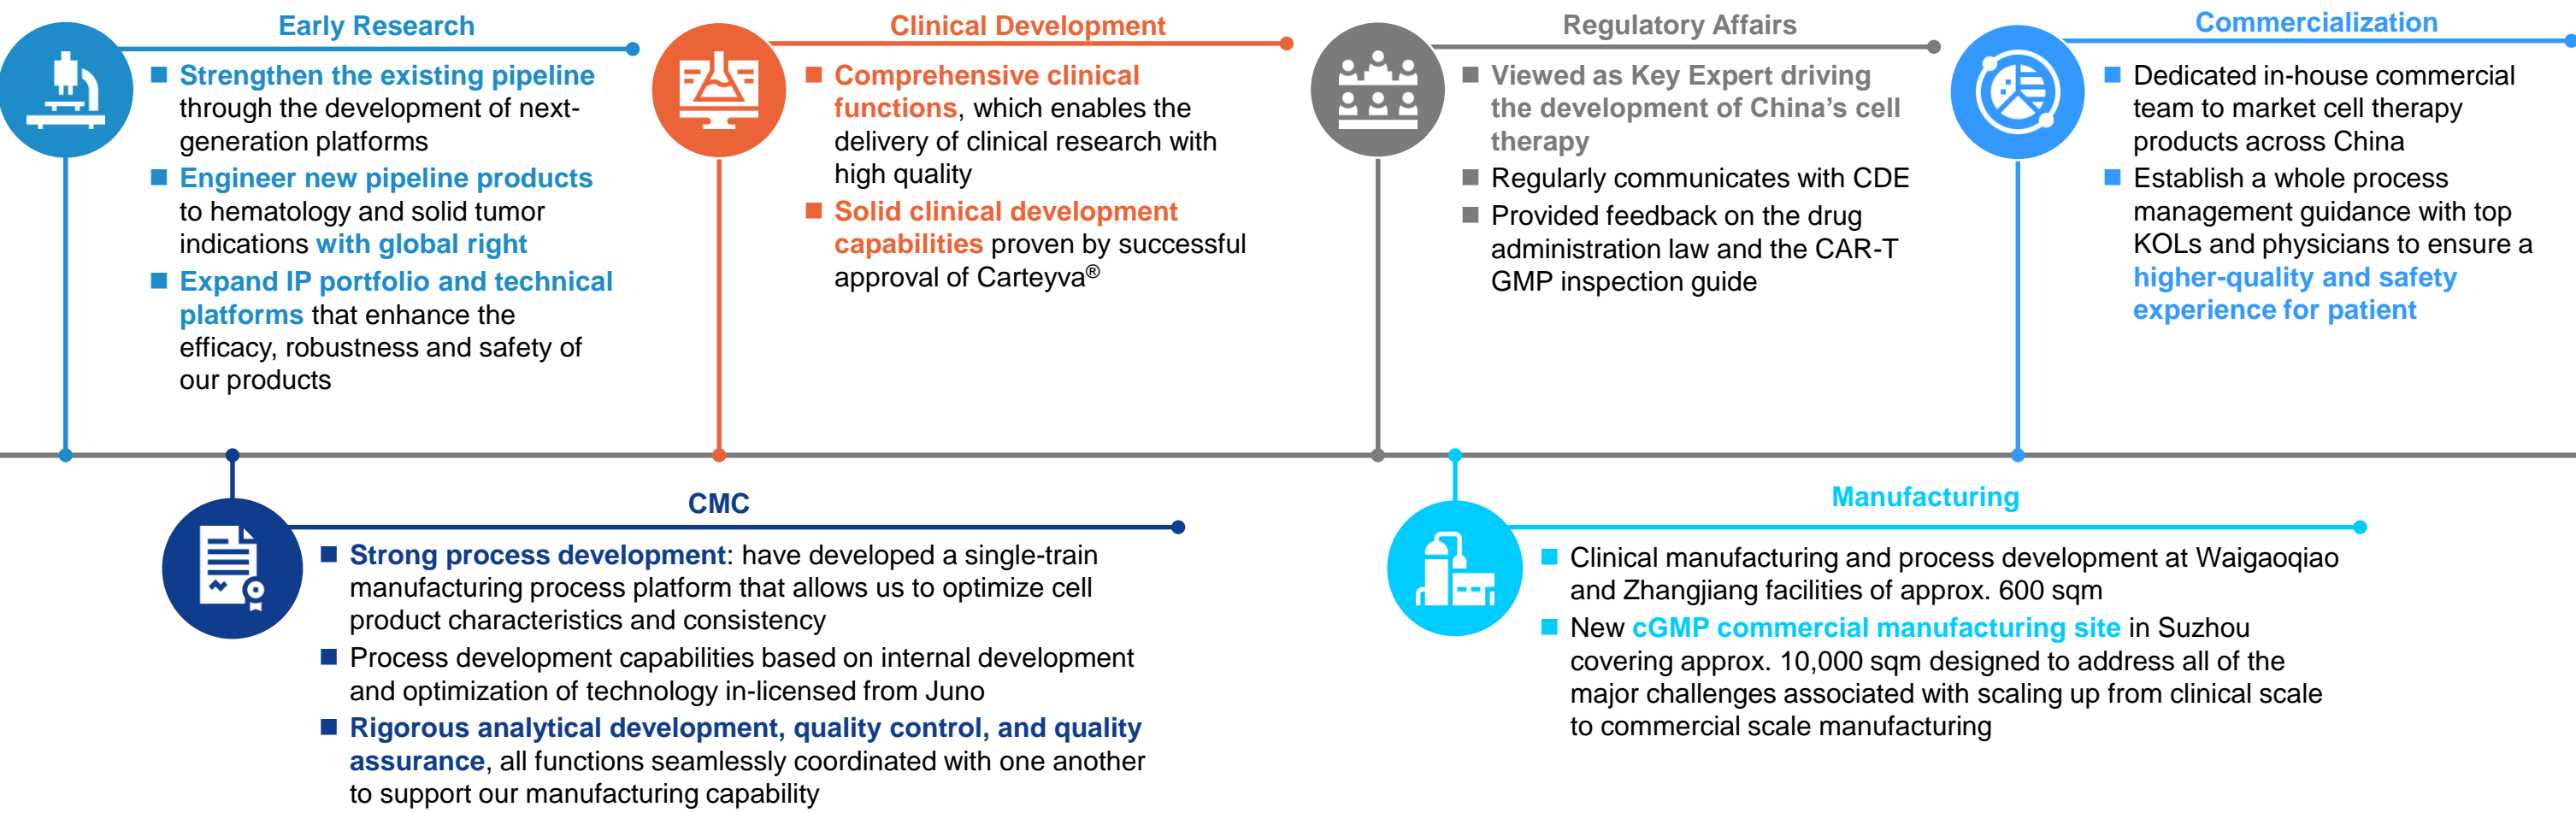 Early Research
Strengthen the existing pipeline
through the development of next-
generation platforms
Engineer new pipeline products
to hematology and solid tumor
indications with global right
Expand IP portfolio and technical
platforms that enhance the
efficacy, robustness and safety of
our products
Clinical Development
Comprehensive clinical
functions, which enables the
delivery of clinical research with
high quality
Solid clinical development
capabilities proven by successful
approval of Carteyva®
Regulatory Affairs
Viewed as Key Expert driving
the development of China's cell
therapy
Regularly communicates with CDE
Provided feedback on the drug
administration law and the CAR-T
GMP inspection guide
Commercialization
Dedicated in-house commercial
team to market cell therapy
products across China
Establish a whole process
management guidance with top
KOLs and physicians to ensure a
higher-quality and safety
experience for patient
CMC
Strong process development: have developed a single-train
manufacturing process platform that allows us to optimize cell
product characteristics and consistency
Process development capabilities based on internal development
and optimization of technology in-licensed from Juno
Rigorous analytical development, quality control, and quality
assurance, all functions seamlessly coordinated with one another
to support our manufacturing capability
Manufacturing
Clinical manufacturing and process development at Waigaoqiao
and Zhangjiang facilities of approx. 600 sqm
New cGMP commercial manufacturing site in Suzhou
covering approx. 10,000 sqm designed to address all of the
major challenges associated with scaling up from clinical scale
to commercial scale manufacturing